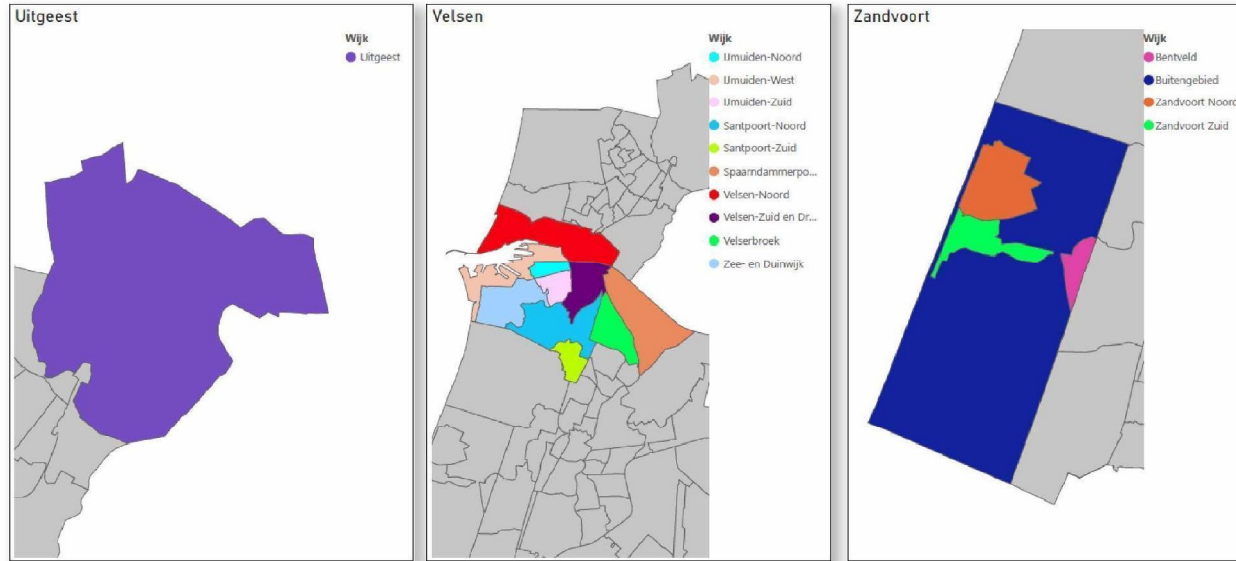 Uitgeest
Wijk
Uitgeest
Velsen
Wijk
IJmuiden-Noord
IJmuiden-West
IJmuiden-Zuid
Santpoort-Noord
Santpoort-Zuid
Spaarndammerpo...
Velsen-Noord
Velsen-Zuid en Dr...
Velserbroek
Zee- en Duinwijk
Zandvoort
Wijk
Bentveld
Buitengebied
Zandvoort Noord
Zandvoort Zuid